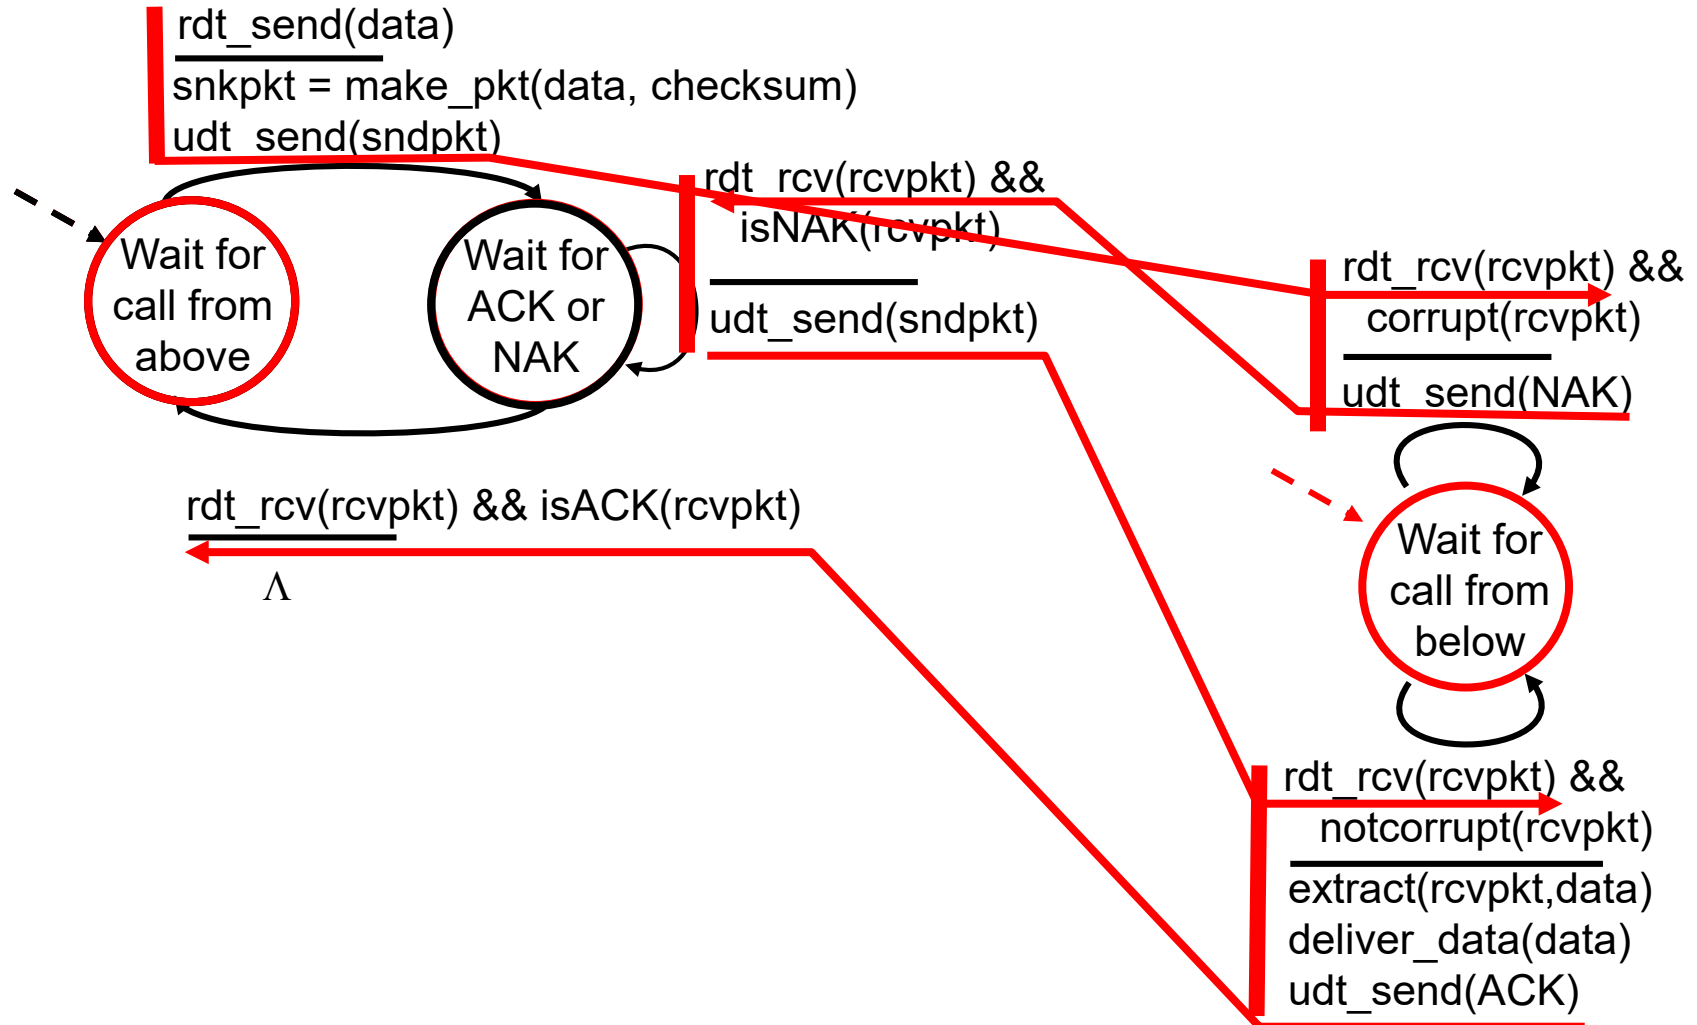 rdt_send(data)
snkpkt = make_pkt(data, checksum)
udt_send(sndpkt)
rdt_rcv(rcvpkt) &&
isNAK(rcvpkt)
udt_send(sndpkt)
Wait for
call from
above
Wait for
ACK or
NAK
rdt_rcv(rcvpkt) && isACK(rcvpkt)
Λ
rdt_rcv(rcvpkt) &&
corrupt(rcvpkt)
udt_send(NAK)
Wait for
call from
below
rdt_rcv(rcvpkt) &&
notcorrupt(rcvpkt)
extract(rcvpkt,data)
deliver_data(data)
udt_send(ACK)